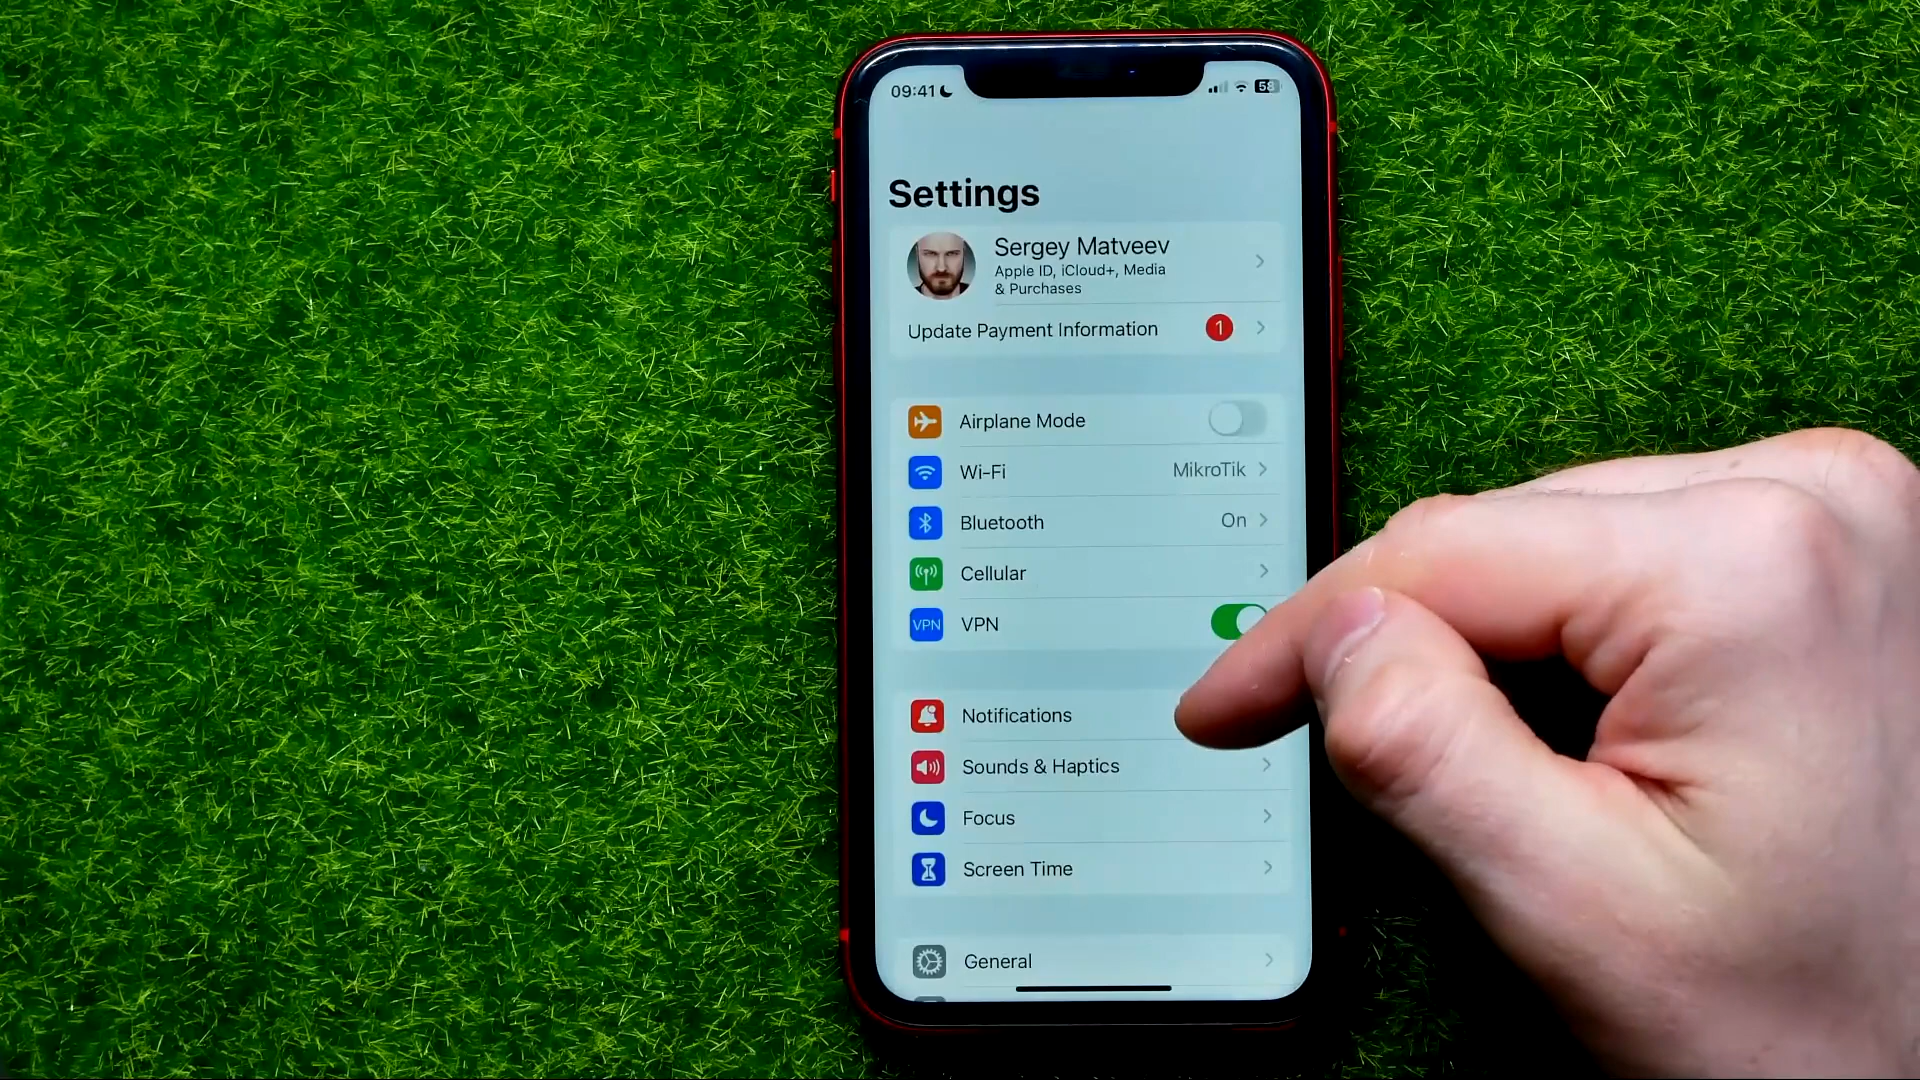 09:41
58
Settings
Sergey Matveev
Apple ID, iCloud+, Media
& Purchases
Update Payment Information 1
Airplane Mode
Wi-Fi MikroTik
Bluetooth On
Cellular
VPN VPN
Notifications
Sounds & Haptics
Focus
Screen Time
General